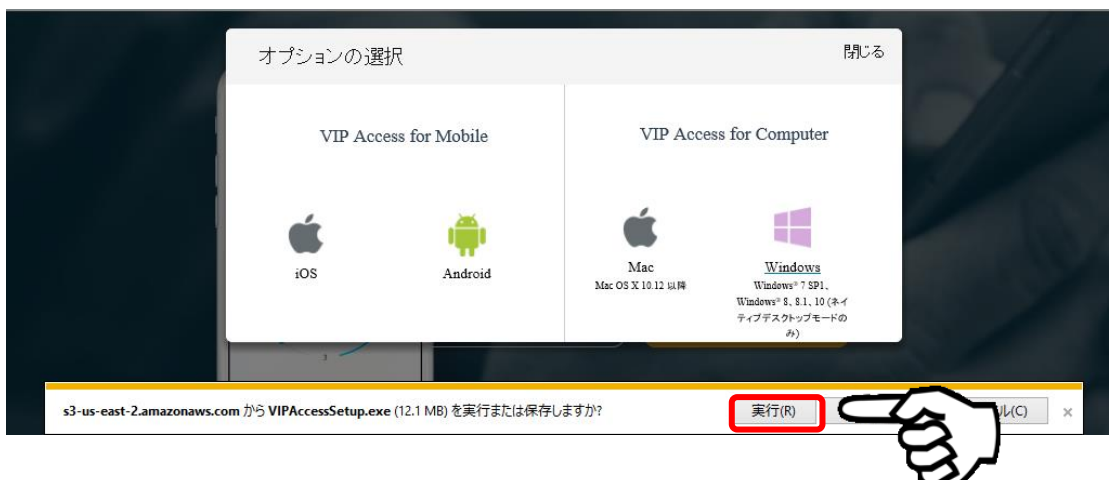 オプションの選択 閉じる
VIP Access for Mobile VIP Access for Computer
iOS Android
Mac
Mac OS X 10.12 以降
Windows
Windows® 7 SP1、
Windows® 8、8.1、10 (ネイ
ティブデスクトップモードの
み)
3
s3-us-east-2.amazonaws.com から VIPAccessSetup.exe (12.1 MB) を実行または保存しますか?
実行(R) ル(C) ×